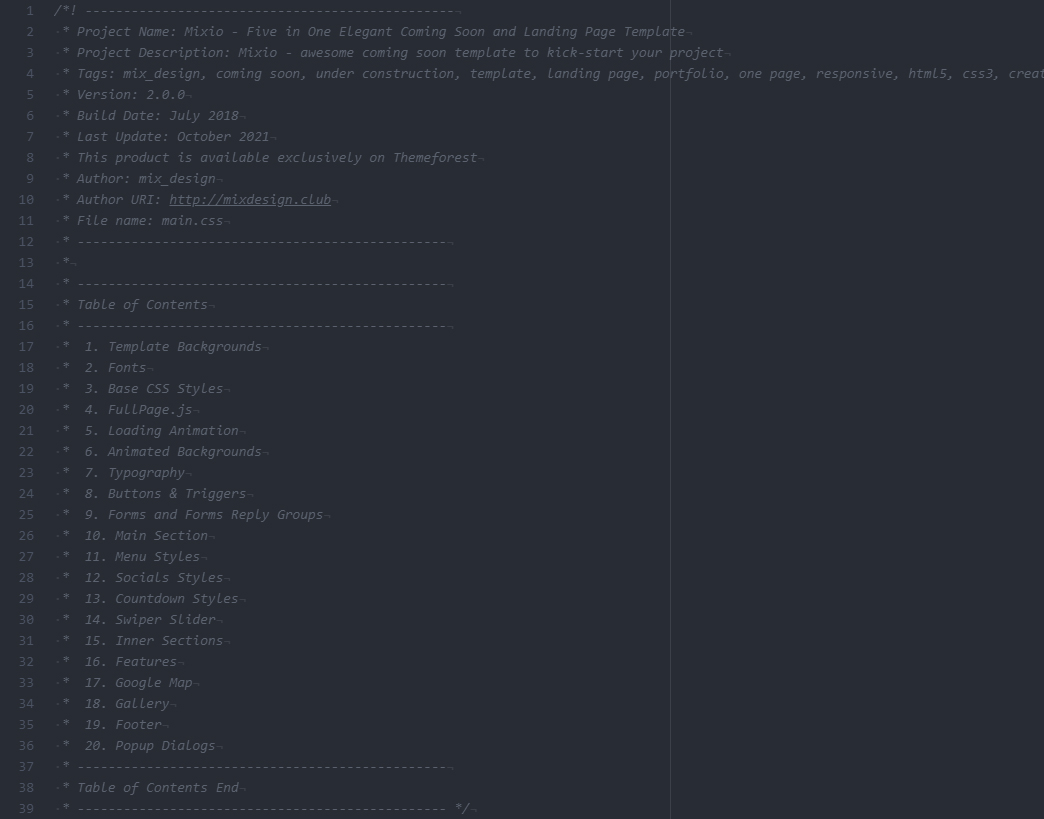 1 /*! ------------------------------------------------
2 * Project Name: Mixio - Five in One Elegant Coming Soon and Landing Page Template
3 * Project Description: Mixio - awesome coming soon template to kick-start your project
4 * Tags: mix_design, coming soon, under construction, template, landing page, portfolio, one page, responsive, html5, css3, creat
5 * Version: 2.0.0
6 * Build Date: July 2018
7 * Last Update: October 2021
8 * This product is available exclusively on Themeforest
9 * Author: mix_design
10 * Author URI: http://mixdesign.club
11 * File name: main.css
12 * ------------------------------------------------
13 *
14 * ------------------------------------------------
15 * Table of Contents
16 * ------------------------------------------------
17 *  1. Template Backgrounds
18 *  2. Fonts
19 *  3. Base CSS Styles
20 *  4. FullPage.js
21 *  5. Loading Animation
22 *  6. Animated Backgrounds
23 *  7. Typography
24 *  8. Buttons & Triggers
25 *  9. Forms and Forms Reply Groups
26 *  10. Main Section
27 *  11. Menu Styles
28 *  12. Socials Styles
29 *  13. Countdown Styles
30 *  14. Swiper Slider
31 *  15. Inner Sections
32 *  16. Features
33 *  17. Google Map
34 *  18. Gallery
35 *  19. Footer
36 *  20. Popup Dialogs
37 * ------------------------------------------------
38 * Table of Contents End
39 * ------------------------------------------------ */